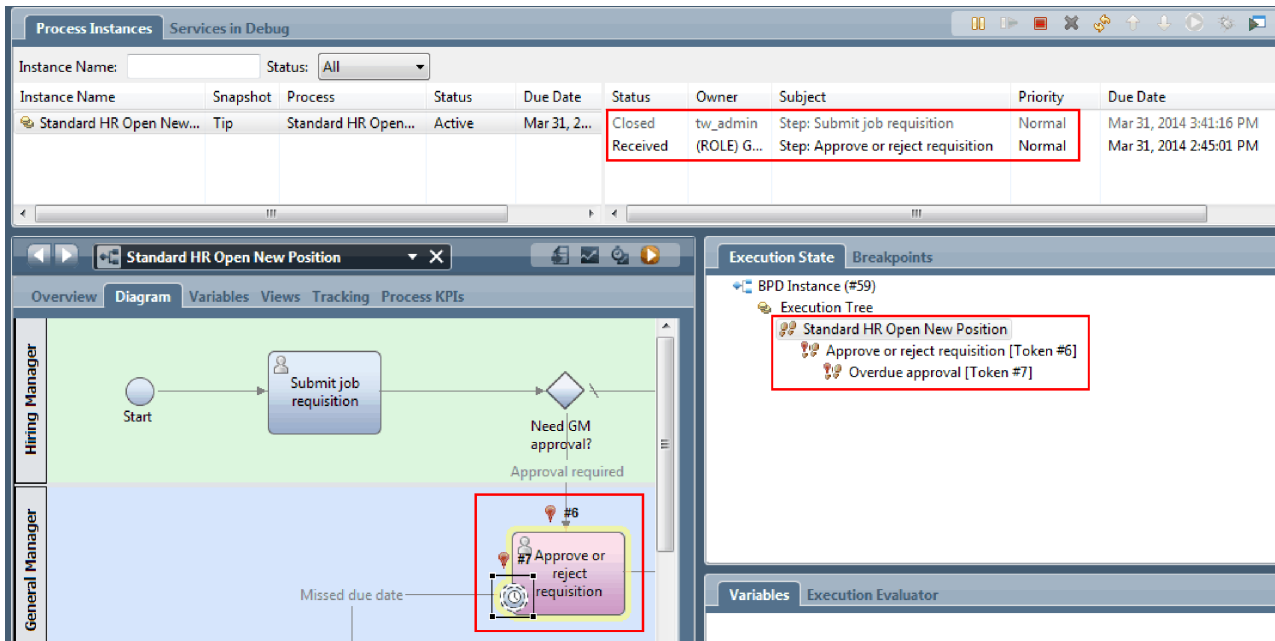 Process Instances Services in Debug
Instance Name: Status: All
Instance Name Snapshot Process Status Due Date Status Owner Subject Priority Due Date
Standard HR Open New... Tip Standard HR Open... Active Mar 31, 2... Closed tw_admin Step: Submit job requisition Normal Mar 31, 2014 3:41:16 PM
Received (ROLE) G... Step: Approve or reject requisition Normal Mar 31, 2014 2:45:01 PM
Standard HR Open New Position
Overview Diagram Variables Views Tracking Process KPIs
Hiring Manager
Start
Submit job
requisition
Need GM
approval?
Approval required
General Manager
#6
#7 Approve or
reject
requisition
Missed due date
Execution State Breakpoints
BPD Instance (#59)
Execution Tree
Standard HR Open New Position
Approve or reject requisition [Token #6]
Overdue approval [Token #7]
Variables Execution Evaluator